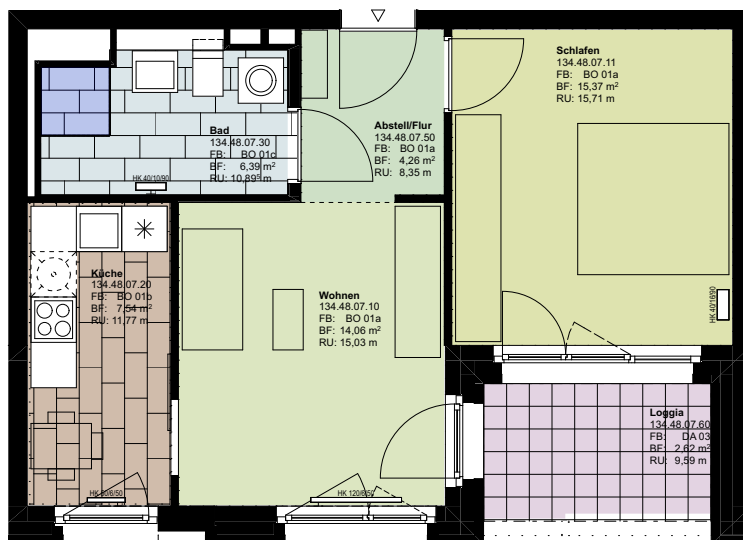 Schlafen
134.48.07.11
FB: BO 01a
BF: 15,37 m²
RU: 15,71 m
Bad
134.48.07.30
FB: BO 01c
BF: 6,39 m²
RU: 10,89⁵ m
Abstell/Flur
134.48.07.50
FB: BO 01a
BF: 4,26 m²
RU: 8,35 m
HK 40/10/90
Küche
134.48.07.20
FB: BO 01b
BF: 7,54 m²
RU: 11,77 m
Wohnen
134.48.07.10
FB: BO 01a
BF: 14,06 m²
RU: 15,03 m
HK 40/16/90
Loggia
134.48.07.60
FB: DA 03
BF: 2,62 m²
RU: 9,59 m
HK 120/6/50